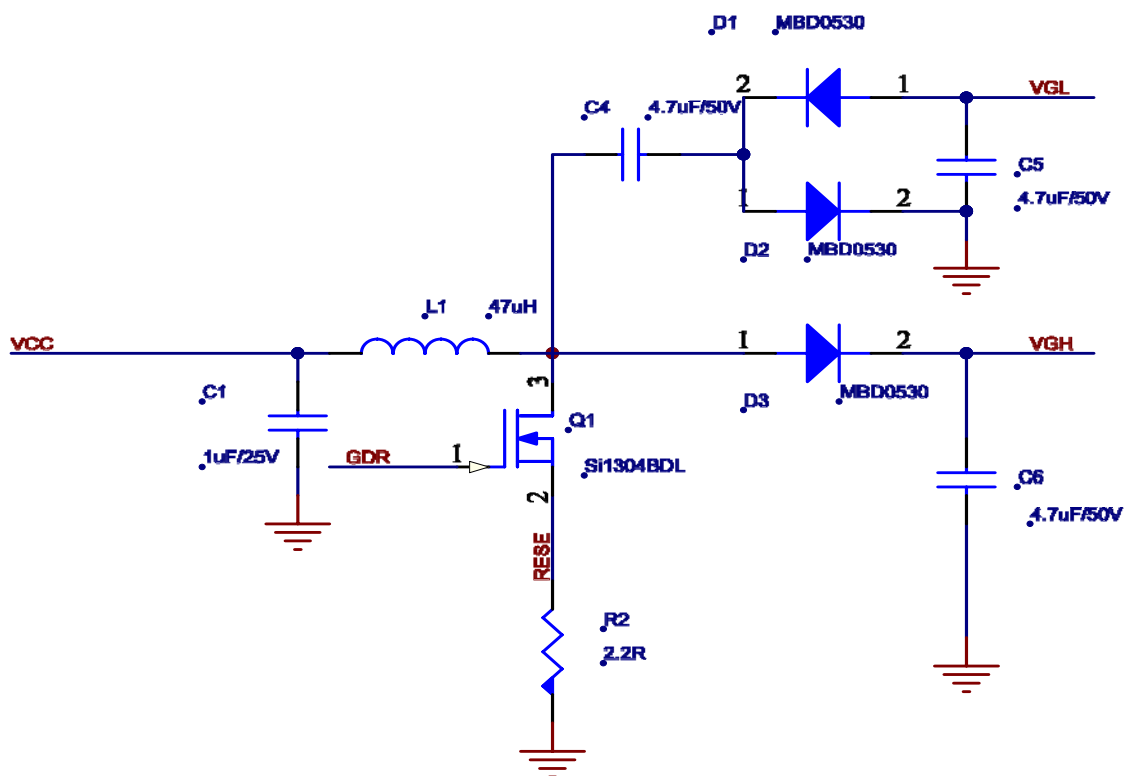 D1 MBD0530
2 1 VGL
C4 4.7uF/50V
C5
1 2 4.7uF/50V
D2 MBD0530
L1 47uH
VCC 1 2 VGH
3
C1 D3 MBD0530
Q1
1uF/25V GDR 1 Si1304BDL
C6
2 4.7uF/50V
RESE
R2
2.2R